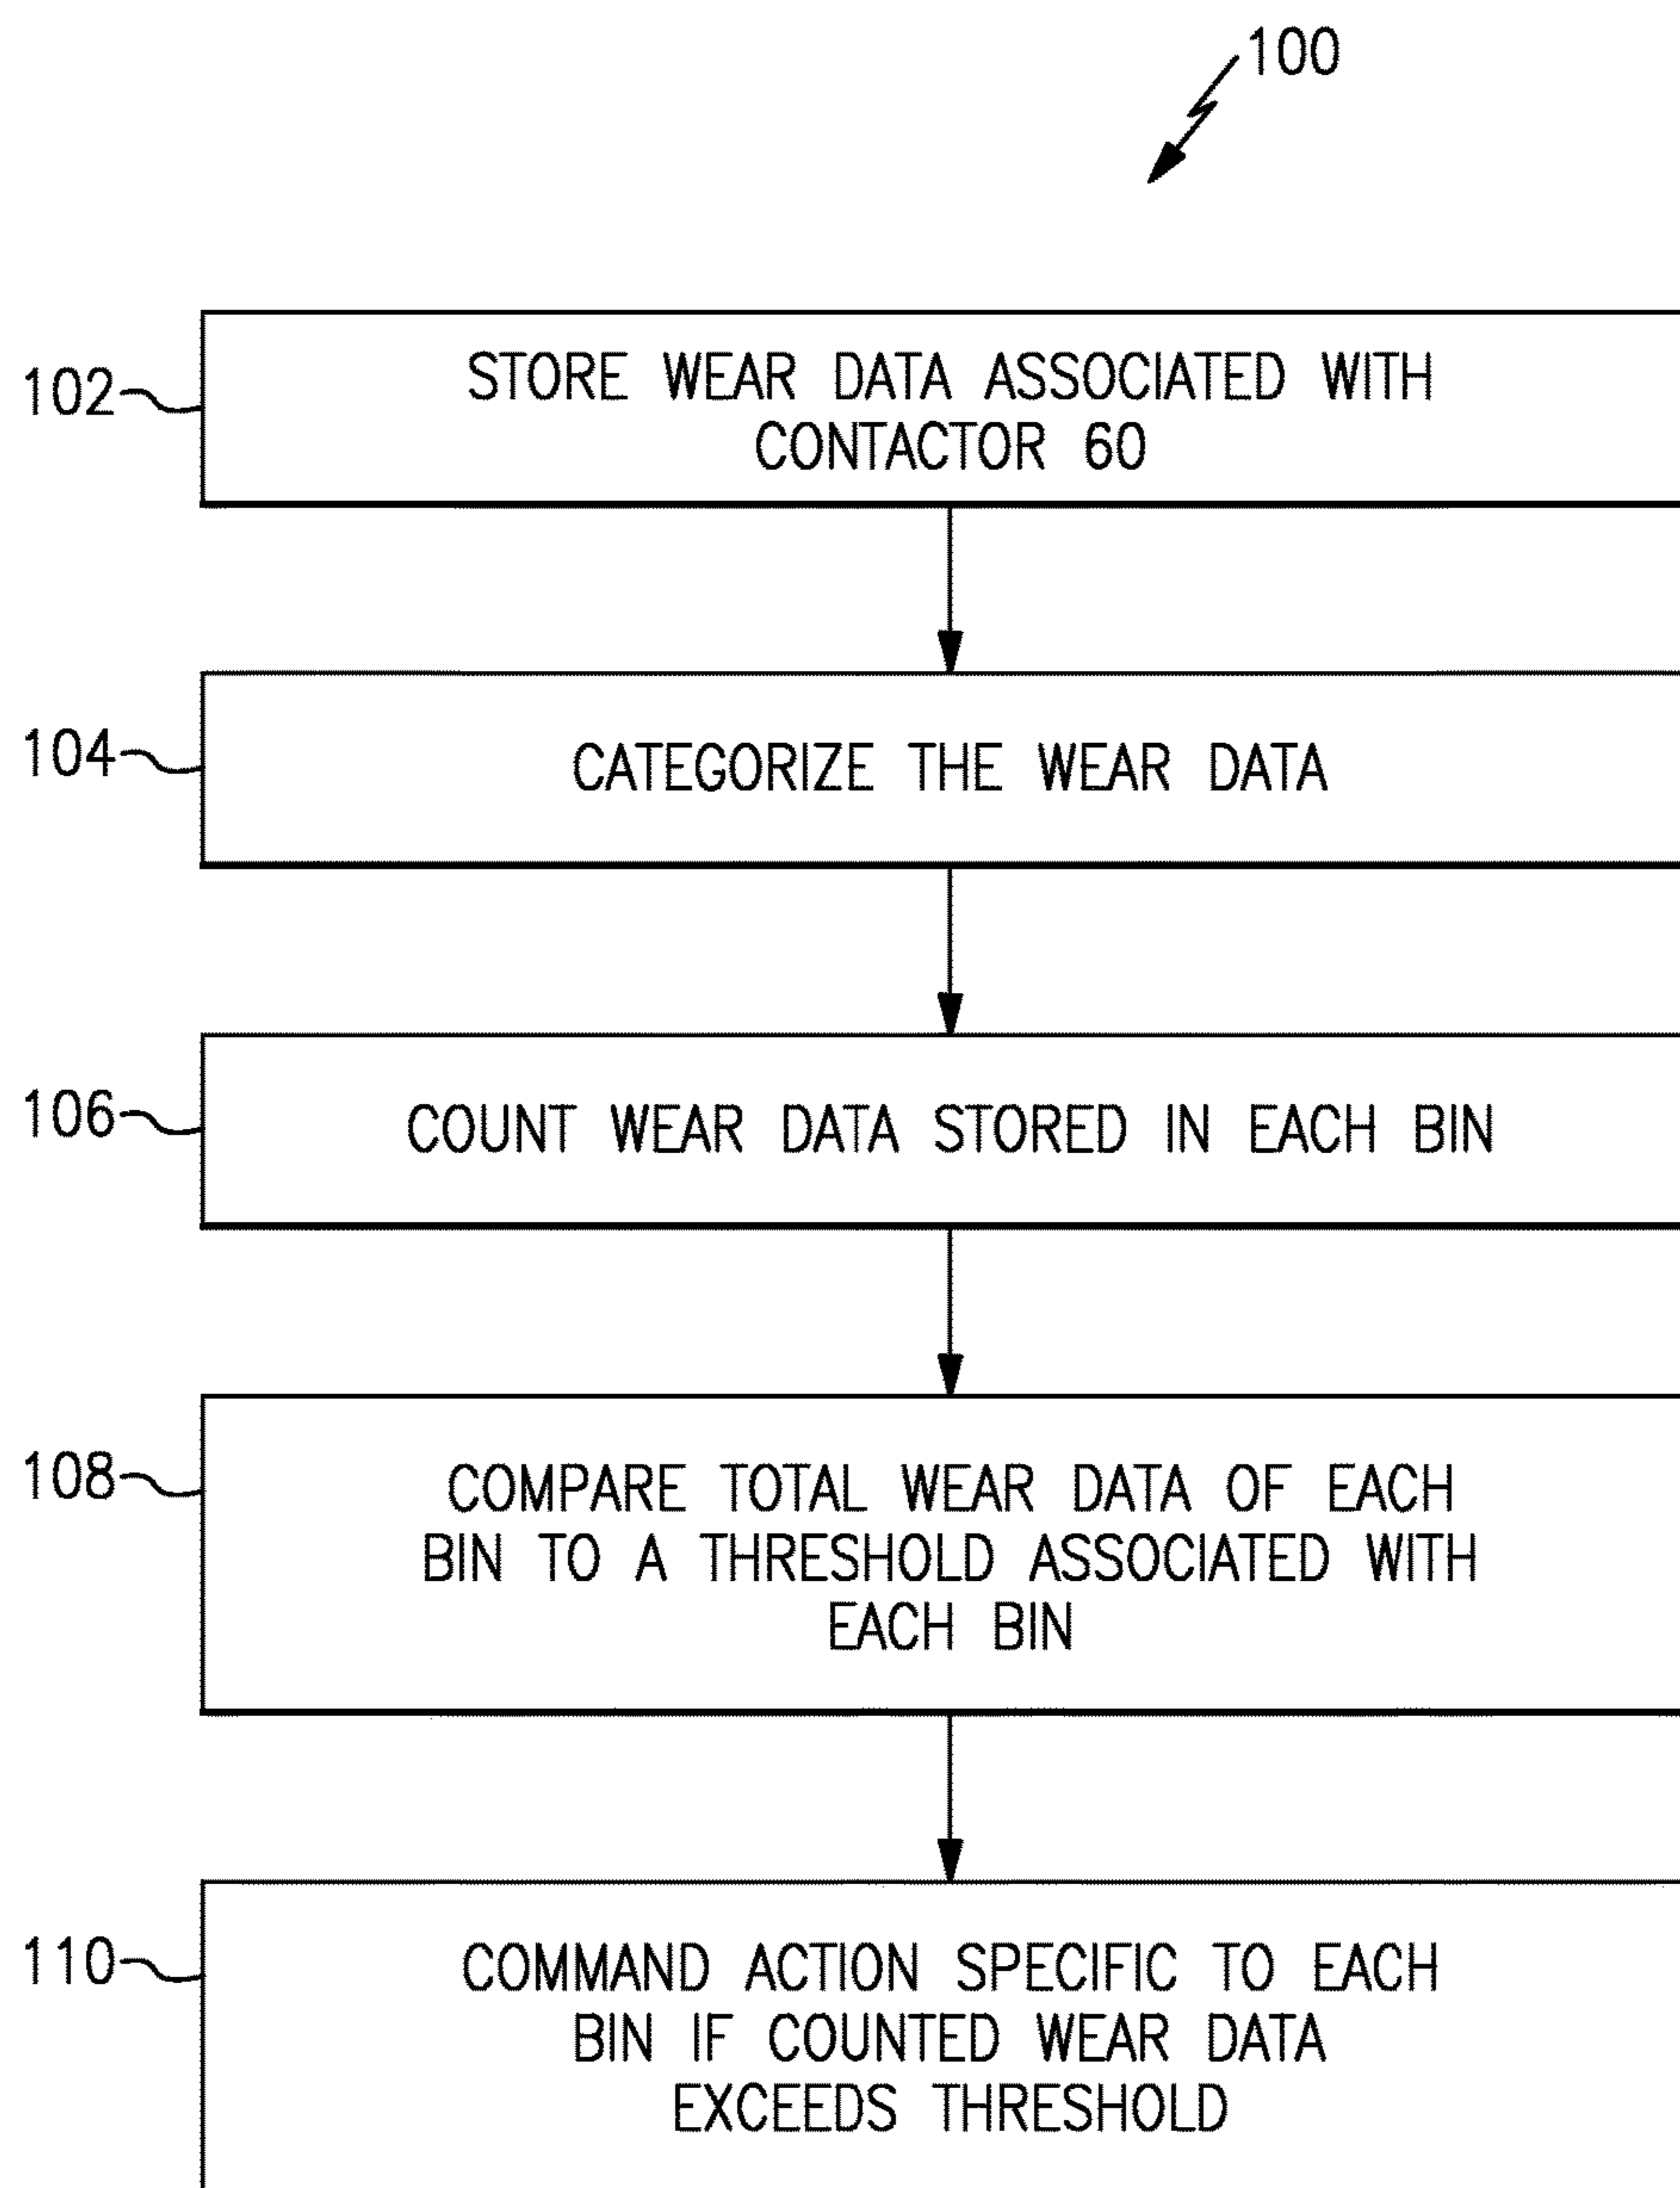 100
102
STORE WEAR DATA ASSOCIATED WITH
CONTACTOR 60
104
CATEGORIZE THE WEAR DATA
106
COUNT WEAR DATA STORED IN EACH BIN
108
COMPARE TOTAL WEAR DATA OF EACH
BIN TO A THRESHOLD ASSOCIATED WITH
EACH BIN
110
COMMAND ACTION SPECIFIC TO EACH
BIN IF COUNTED WEAR DATA
EXCEEDS THRESHOLD